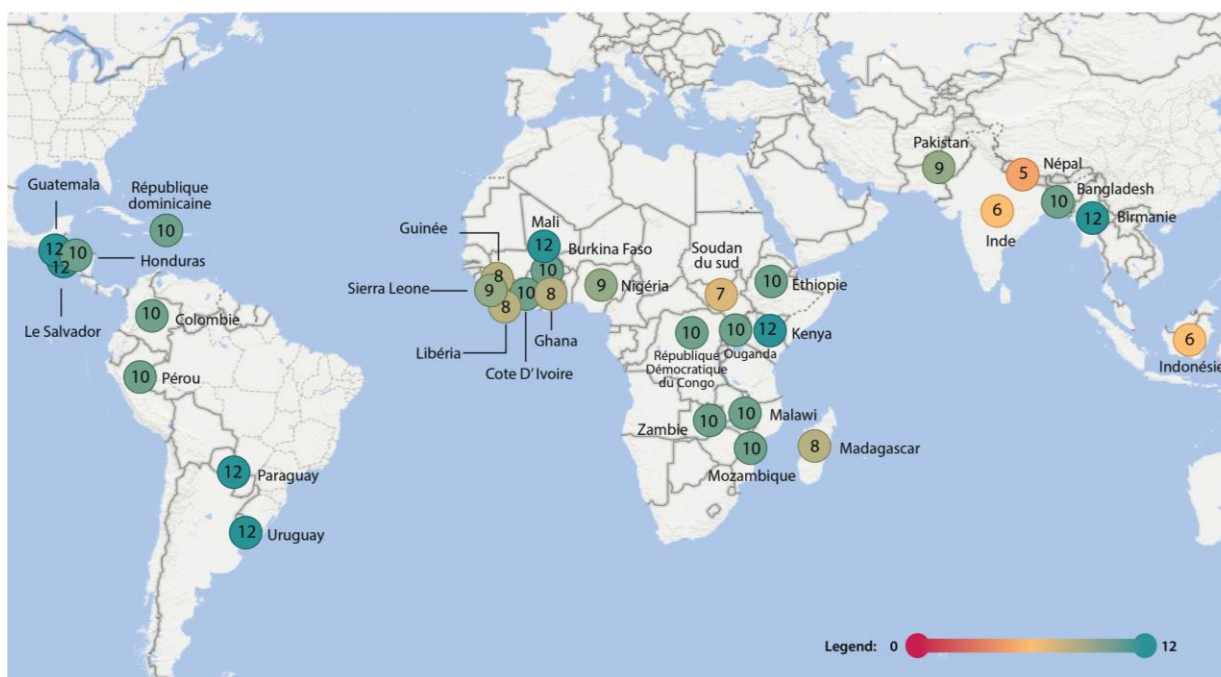 Guatemala
12
12
Le Salvador
10
Honduras
République
dominicaine
10
10
Colombie
10
Pérou
12
Paraguay
12
Uruguay
Guinée
8
Sierra Leone
9
Libéria
8
Mali
12
Burkina Faso
10
10
Cote D’ Ivoire
8
Ghana
9
Nigéria
Soudan
du sud
7
10
Éthiopie
10
République
Démocratique
du Congo
10
Ouganda
12
Kenya
Zambie
10
10
Malawi
10
Mozambique
8
Madagascar
Pakistan
9
5
Népal
6
Inde
10
Bangladesh
12
Birmanie
6
Indonésie
Legend: 0 12